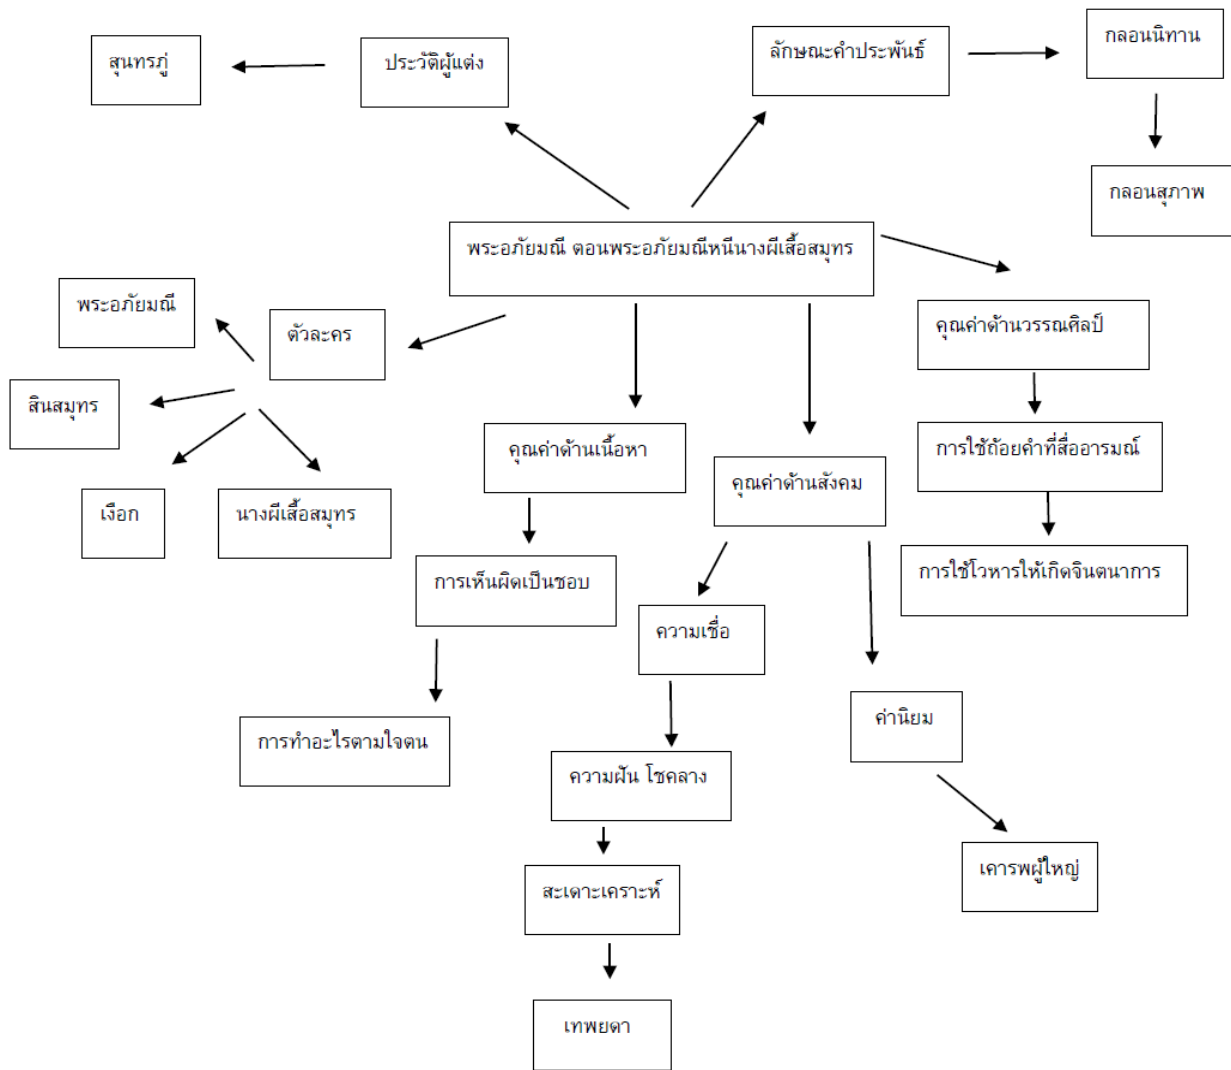 สุนทรภู่
ประวัติผู้แต่ง
ลักษณะคำประพันธ์
กลอนนิทาน
กลอนสุภาพ
พระอภัยมณี ตอนพระอภัยมณีหนีนางผีเสื้อสมุทร
พระอภัยมณี
ตัวละคร
สินสมุทร
เงือก
นางผีเสื้อสมุทร
คุณค่าด้านเนื้อหา
การเห็นผิดเป็นชอบ
การทำอะไรตามใจตน
คุณค่าด้านสังคม
ความเชื่อ
ความฝัน โชคลาง
สะเดาะเคราะห์
เทพยดา
ค่านิยม
เคารพผู้ใหญ่
คุณค่าด้านวรรณศิลป์
การใช้ถ้อยคำที่สื่ออารมณ์
การใช้โวหารให้เกิดจินตนาการ